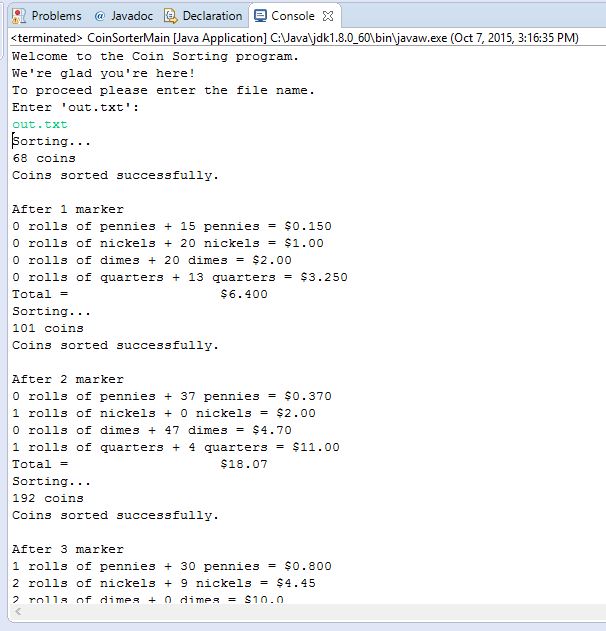 Problems @ Javadoc Declaration Console
<terminated> CoinSorterMain [Java Application] C:\Java\jdk1.8.0_60\bin\javaw.exe (Oct 7, 2015, 3:16:35 PM)
Welcome to the Coin Sorting program.
We're glad you're here!
To proceed please enter the file name.
Enter 'out.txt':
out.txt
Sorting...
68 coins
Coins sorted successfully.

After 1 marker
0 rolls of pennies + 15 pennies = $0.150
0 rolls of nickels + 20 nickels = $1.00
0 rolls of dimes + 20 dimes = $2.00
0 rolls of quarters + 13 quarters = $3.250
Total = $6.400
Sorting...
101 coins
Coins sorted successfully.

After 2 marker
0 rolls of pennies + 37 pennies = $0.370
1 rolls of nickels + 0 nickels = $2.00
0 rolls of dimes + 47 dimes = $4.70
1 rolls of quarters + 4 quarters = $11.00
Total = $18.07
Sorting...
192 coins
Coins sorted successfully.

After 3 marker
1 rolls of pennies + 30 pennies = $0.800
2 rolls of nickels + 9 nickels = $4.45
2 rolls of dimes + 0 dimes = $10.0